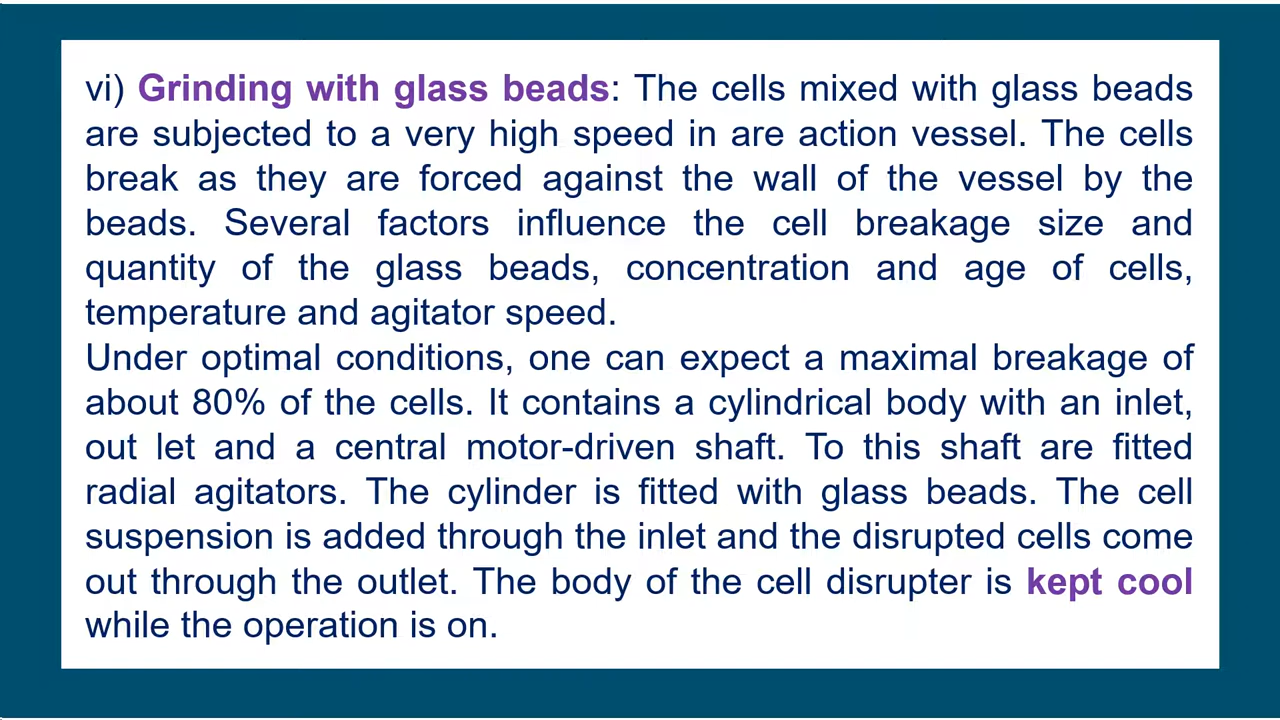 vi) Grinding with glass beads: The cells mixed with glass beads
are subjected to a very high speed in are action vessel. The cells
break as they are forced against the wall of the vessel by the
beads. Several factors influence the cell breakage size and
quantity of the glass beads, concentration and age of cells,
temperature and agitator speed.
Under optimal conditions, one can expect a maximal breakage of
about 80% of the cells. It contains a cylindrical body with an inlet,
out let and a central motor-driven shaft. To this shaft are fitted
radial agitators. The cylinder is fitted with glass beads. The cell
suspension is added through the inlet and the disrupted cells come
out through the outlet. The body of the cell disrupter is kept cool
while the operation is on.